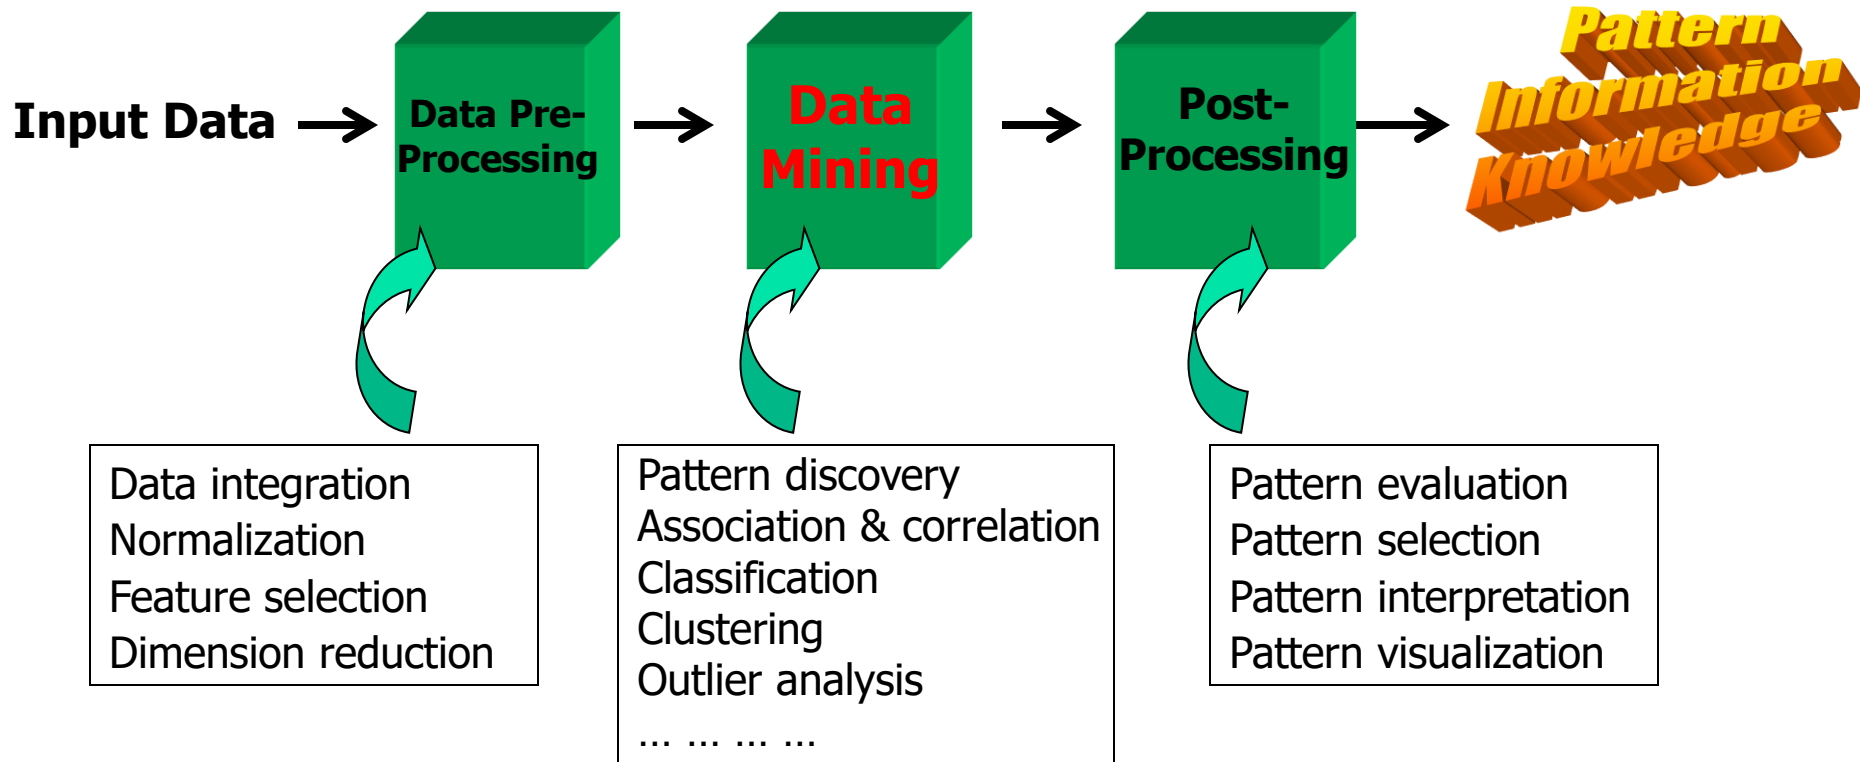 Input Data
Data Pre-
Processing
Data
Mining
Post-
Processing
Pattern
Information
Knowledge
Data integration
Normalization
Feature selection
Dimension reduction
Pattern discovery
Association & correlation
Classification
Clustering
Outlier analysis
… … … …
Pattern evaluation
Pattern selection
Pattern interpretation
Pattern visualization